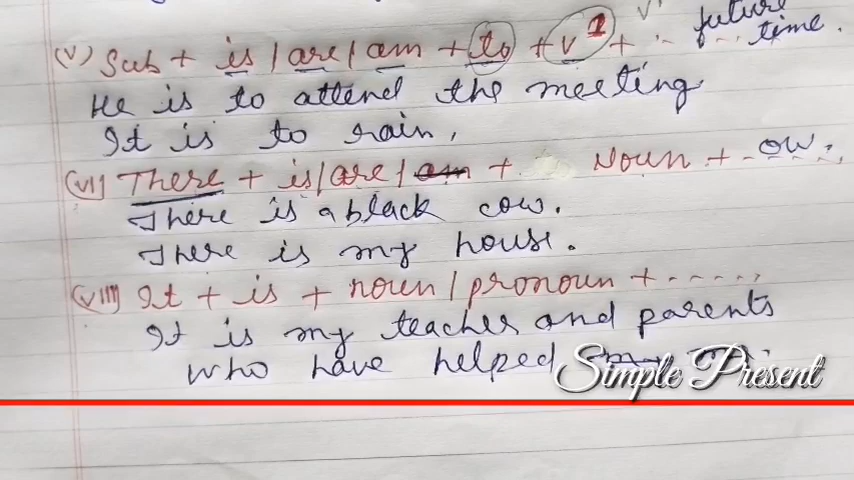 future
(v) Sub + is / are / am + to + v1 + .. .... time.
He is to attend the meeting
It is to rain,
(VI) There + is / are / am + Noun + ow.
There is a black cow.
There is my house.
(VIII) It + is + noun / pronoun + ......
It is my teacher and parents
who have helped
Simple Present